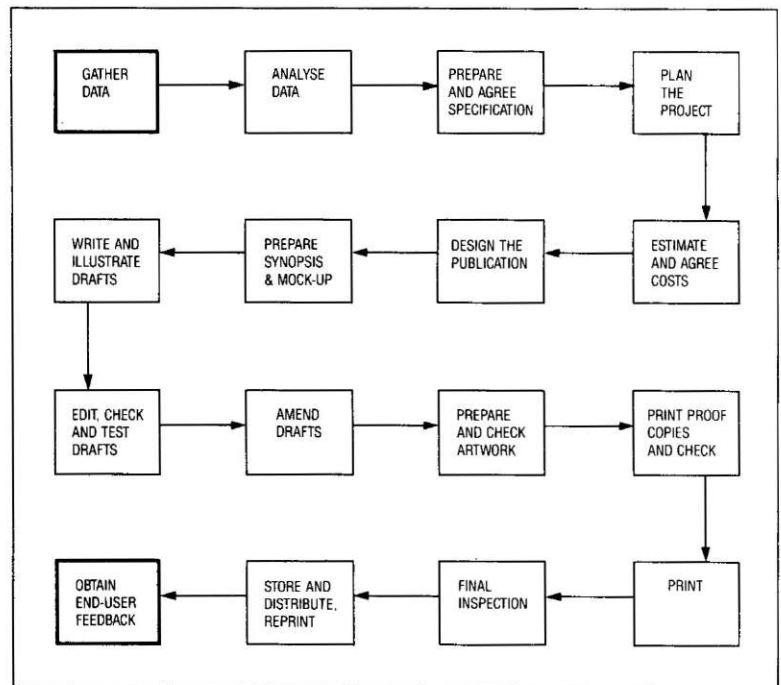 GATHER
DATA
ANALYSE
DATA
PREPARE
AND AGREE
SPECIFICATION
PLAN
THE
PROJECT
ESTIMATE
AND AGREE
COSTS
DESIGN THE
PUBLICATION
PREPARE
SYNOPSIS
& MOCK-UP
WRITE AND
ILLUSTRATE
DRAFTS
EDIT, CHECK
AND TEST
DRAFTS
AMEND
DRAFTS
PREPARE
AND CHECK
ARTWORK
PRINT PROOF
COPIES
AND CHECK
PRINT
FINAL
INSPECTION
STORE AND
DISTRIBUTE,
REPRINT
OBTAIN
END-USER
FEEDBACK